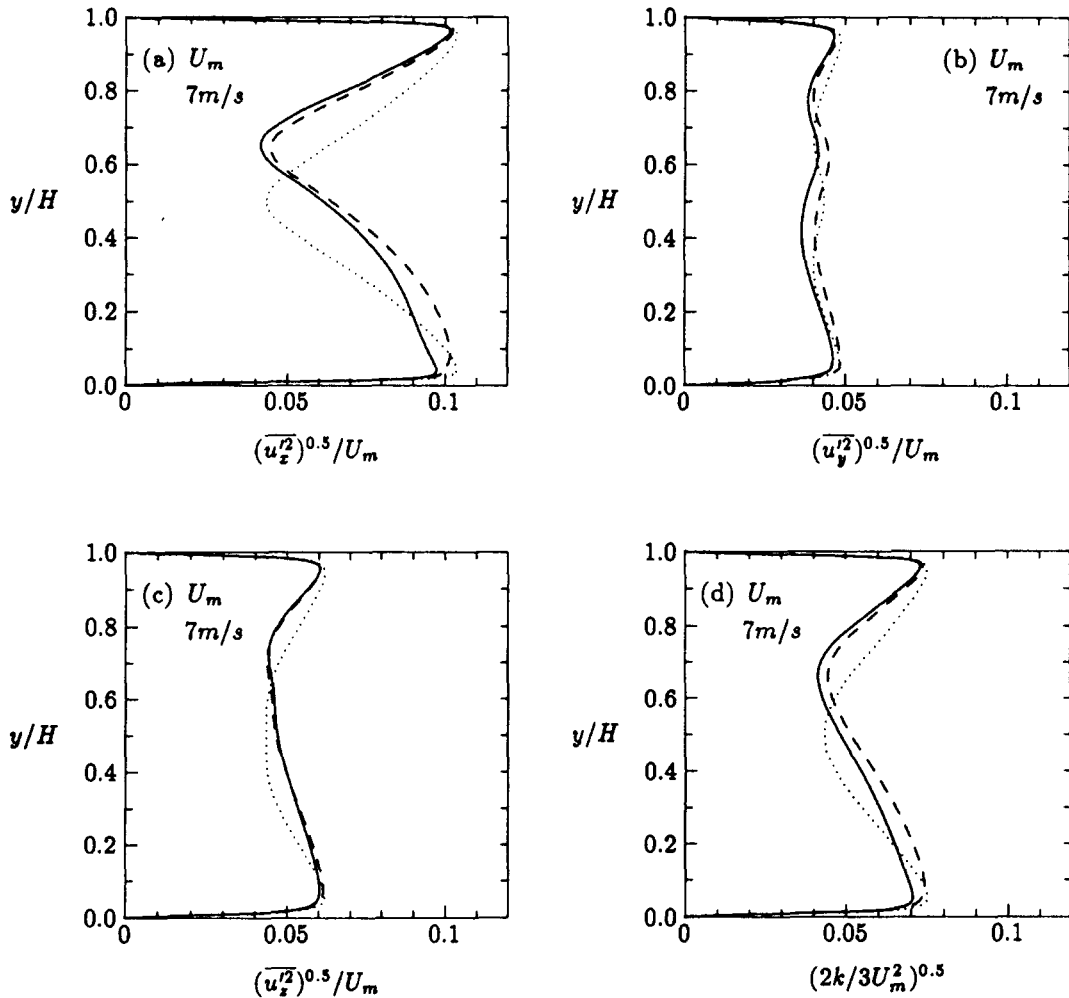 1.0
0.8
0.6
0.4
0.2
0.0
y/H
(a) U_m
7m/s
0
0.05
0.1
(\overline{u_x'^2})^{0.5}/U_m
1.0
0.8
0.6
0.4
0.2
0.0
y/H
(b) U_m
7m/s
0
0.05
0.1
(\overline{u_y'^2})^{0.5}/U_m
1.0
0.8
0.6
0.4
0.2
0.0
y/H
(c) U_m
7m/s
0
0.05
0.1
(\overline{u_z'^2})^{0.5}/U_m
1.0
0.8
0.6
0.4
0.2
0.0
y/H
(d) U_m
7m/s
0
0.05
0.1
(2k/3U_m^2)^{0.5}